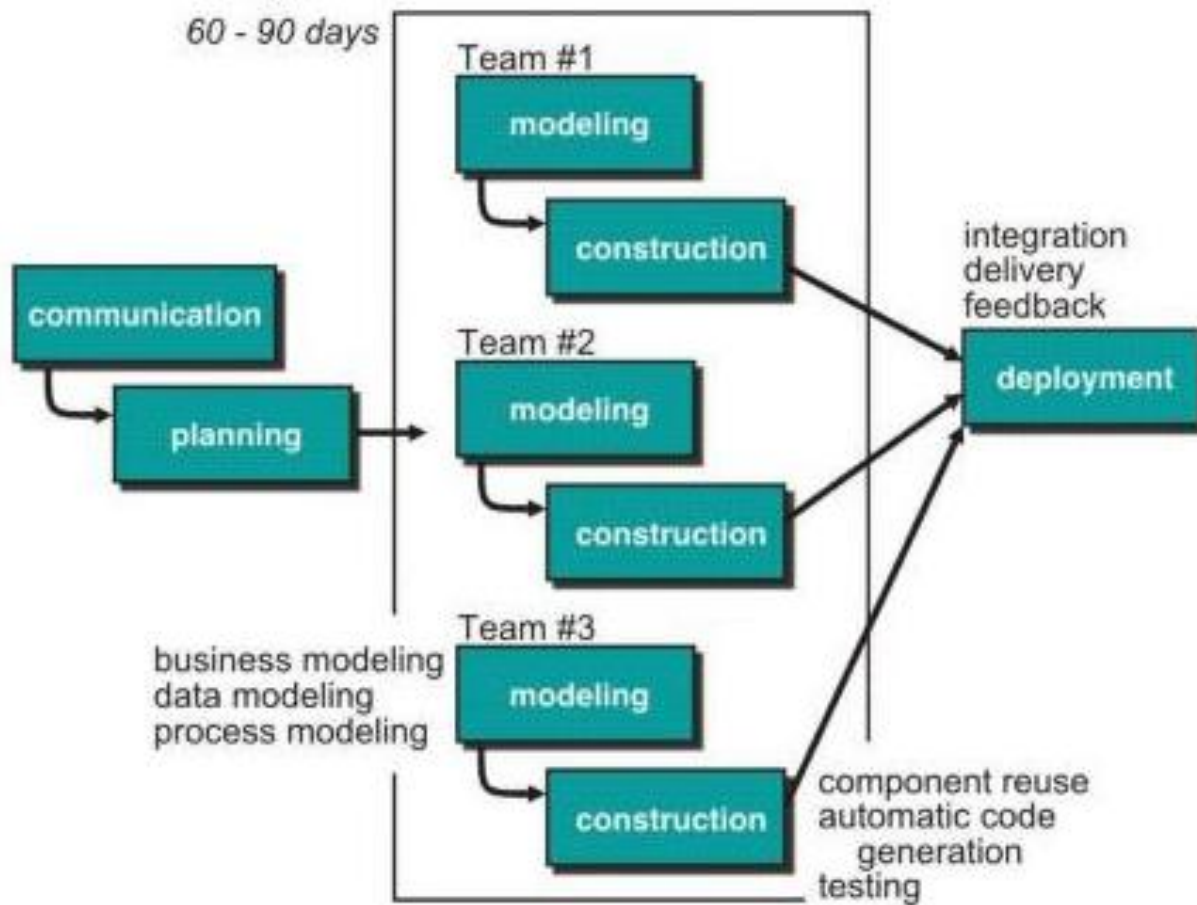 60 - 90 days
Team #1
modeling
construction
communication
planning
Team #2
modeling
construction
Team #3
business modeling
data modeling
process modeling
modeling
construction
component reuse
automatic code
generation
testing
integration
delivery
feedback
deployment